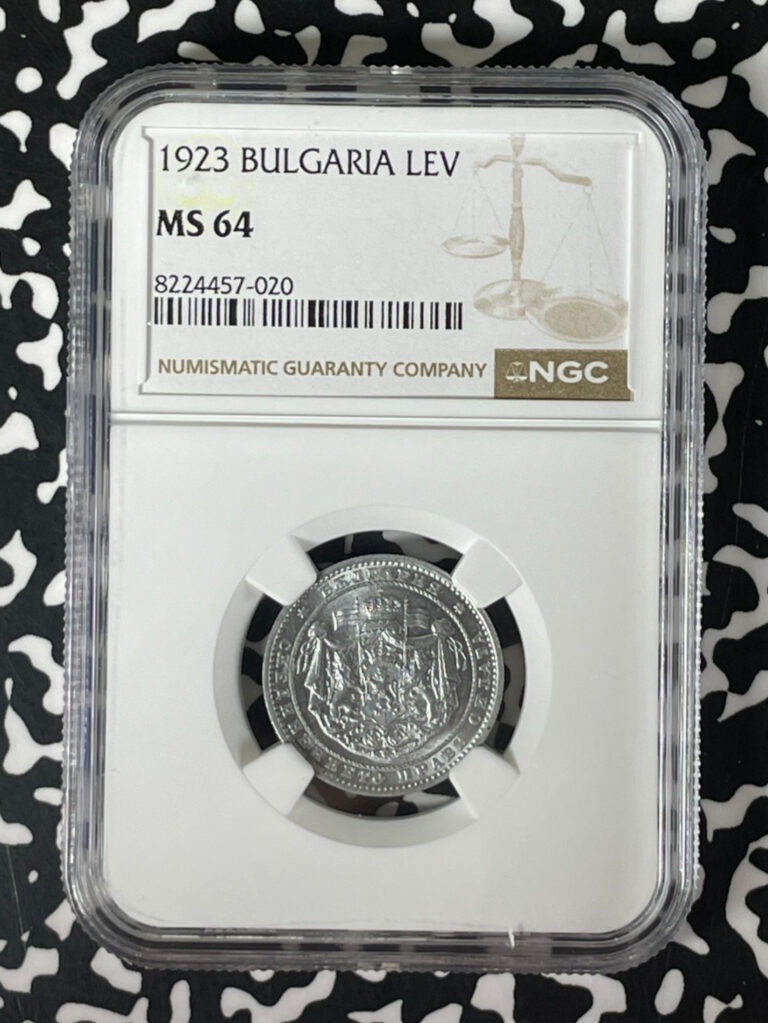 1923 BULGARIA LEV
MS 64
8224457-020
NUMISMATIC GUARANTY COMPANY NGC